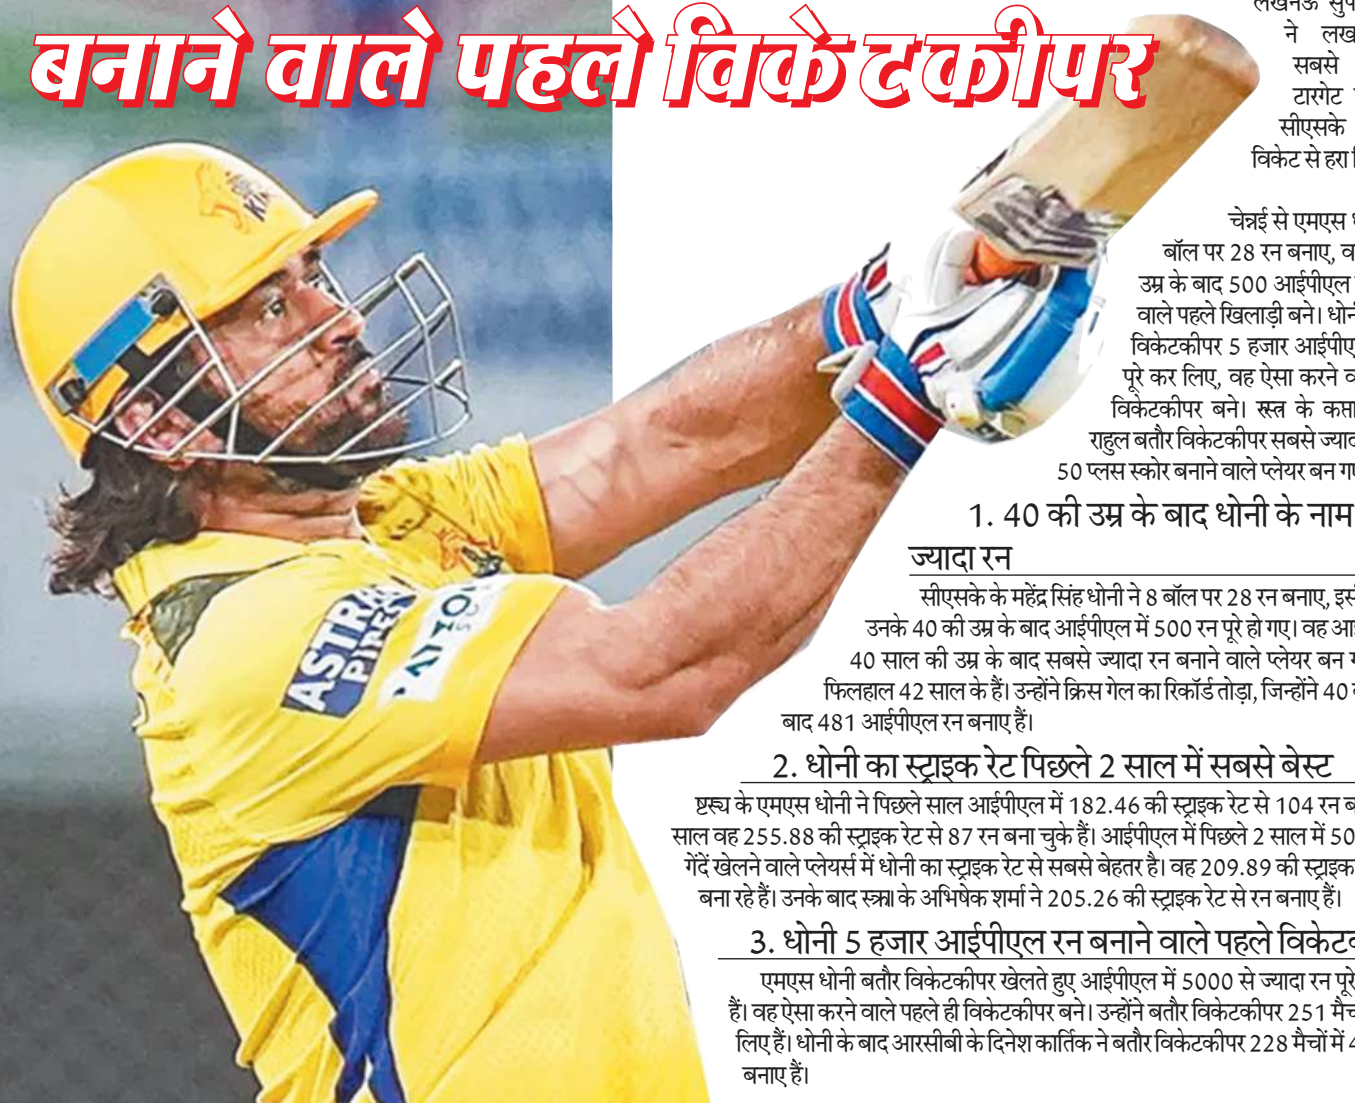 बनाने वाले पहले विकेटकीपर
ने
सबसे
टारगेट
सीएसके
विकेट से हरा
चेन्नई से एमएस
बॉल पर 28 रन बनाए,
उम्र के बाद 500 आईपीएल
वाले पहले खिलाड़ी बने।
विकेटकीपर 5 हजार
पूरे कर लिए, वह ऐसा करने
विकेटकीपर बने। रुस्त्र के
राहुल बतौर विकेटकीपर सबसे
50 प्लस स्कोर बनाने वाले प्लेयर बन
1. 40 की उम्र के बाद धोनी के नाम
ज्यादा रन
सीएसके के महेंद्र सिंह धोनी ने 8 बॉल पर 28 रन बनाए,
उनके 40 की उम्र के बाद आईपीएल में 500 रन पूरे हो गए। वह
40 साल की उम्र के बाद सबसे ज्यादा रन बनाने वाले प्लेयर बन
फिलहाल 42 साल के हैं। उन्होंने क्रिस गेल का रिकॉर्ड तोड़ा, जिन्होंने 40
बाद 481 आईपीएल रन बनाए हैं।
2. धोनी का स्ट्राइक रेट पिछले 2 साल में सबसे बेस्ट
के एमएस धोनी ने पिछले साल आईपीएल में 182.46 की स्ट्राइक रेट से 104 रन
साल वह 255.88 की स्ट्राइक रेट से 87 रन बना चुके हैं। आईपीएल में पिछले 2 साल में 50
गेंदें खेलने वाले प्लेयर्स में धोनी का स्ट्राइक रेट से सबसे बेहतर है। वह 209.89 की स्ट्राइक
बना रहे हैं। उनके बाद के अभिषेक शर्मा ने 205.26 की स्ट्राइक रेट से रन बनाए हैं।
3. धोनी 5 हजार आईपीएल रन बनाने वाले पहले
एमएस धोनी बतौर विकेटकीपर खेलते हुए आईपीएल में 5000 से ज्यादा रन पूरे
हैं। वह ऐसा करने वाले पहले ही विकेटकीपर बने। उन्होंने बतौर विकेटकीपर 251
लिए हैं। धोनी के बाद आरसीबी के दिनेश कार्तिक ने बतौर विकेटकीपर 228 मैचों में
बनाए हैं।